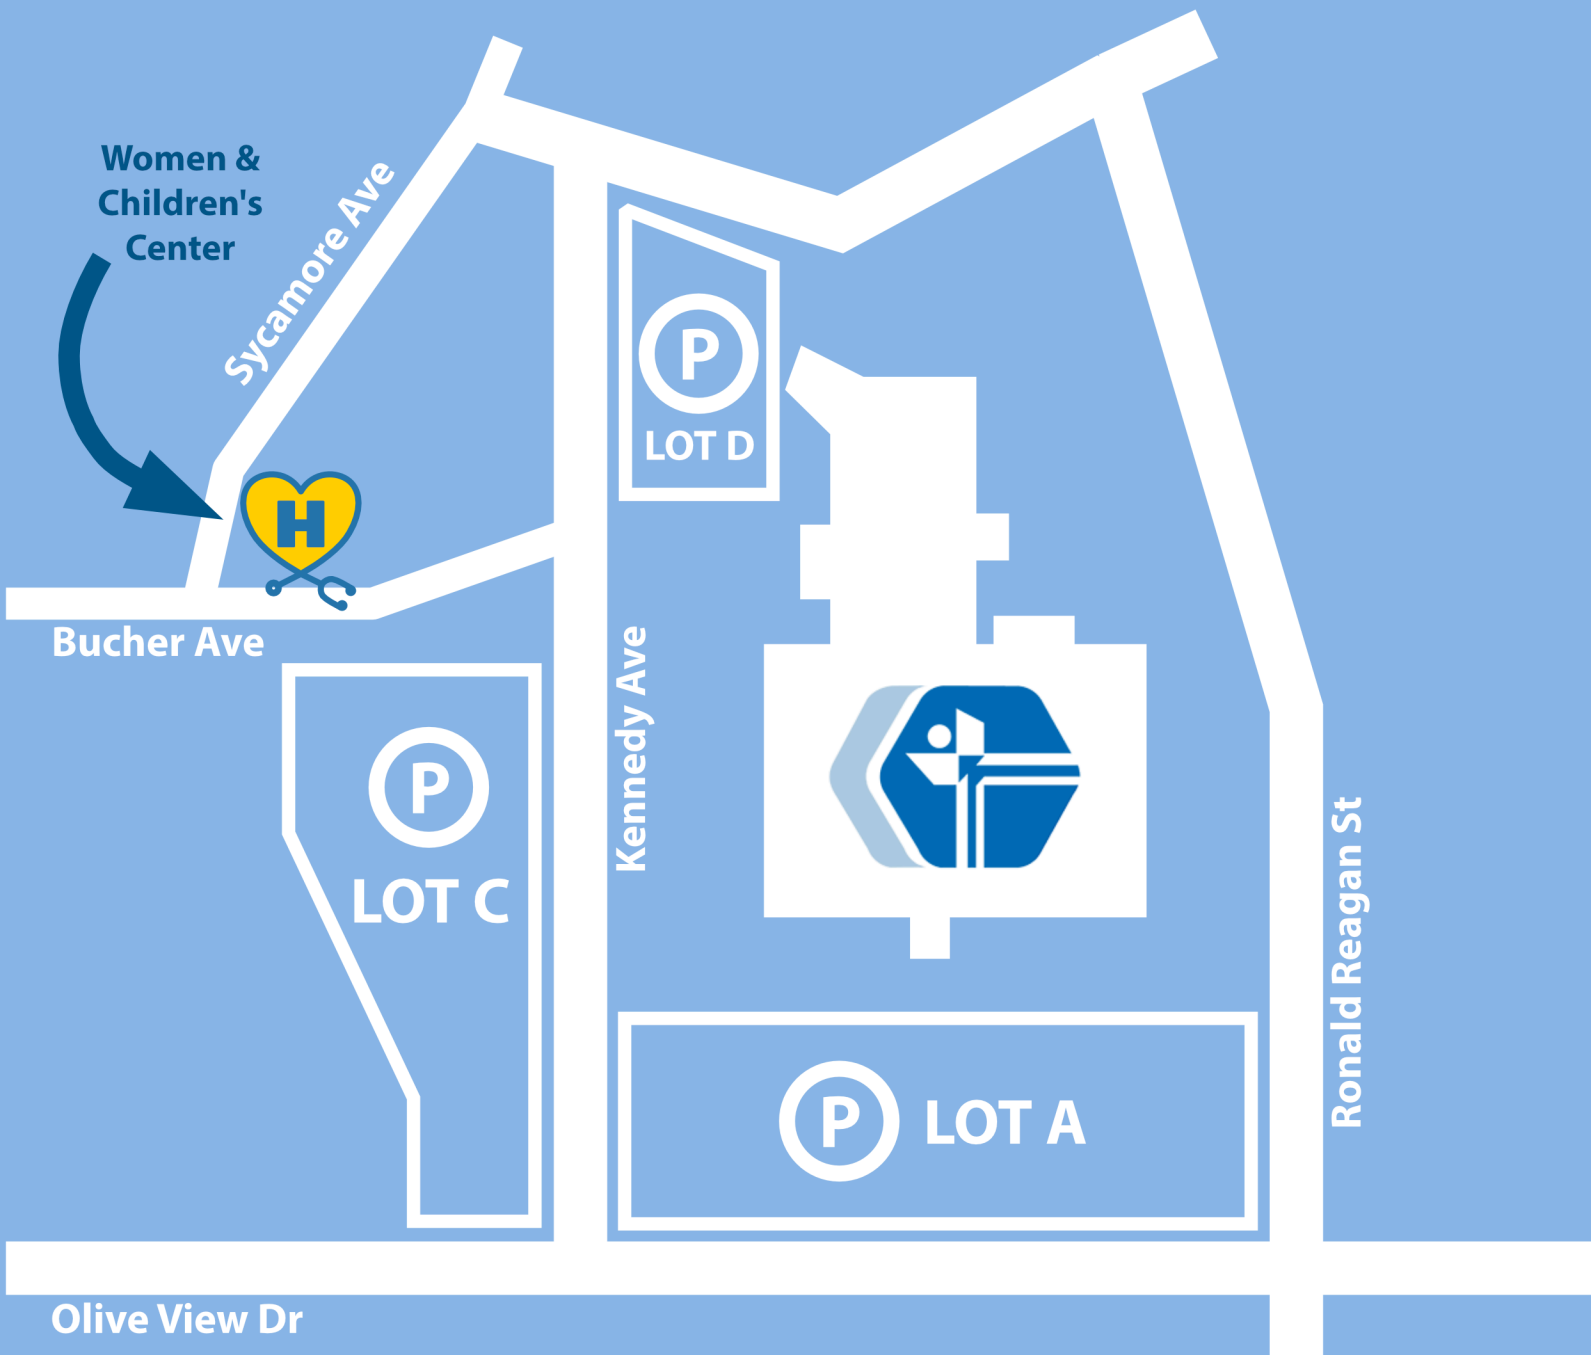 Women &
Children's
Center
Sycamore Ave
P
LOT D
H
Bucher Ave
Kennedy Ave
P
LOT C
Ronald Reagan St
P LOT A
Olive View Dr